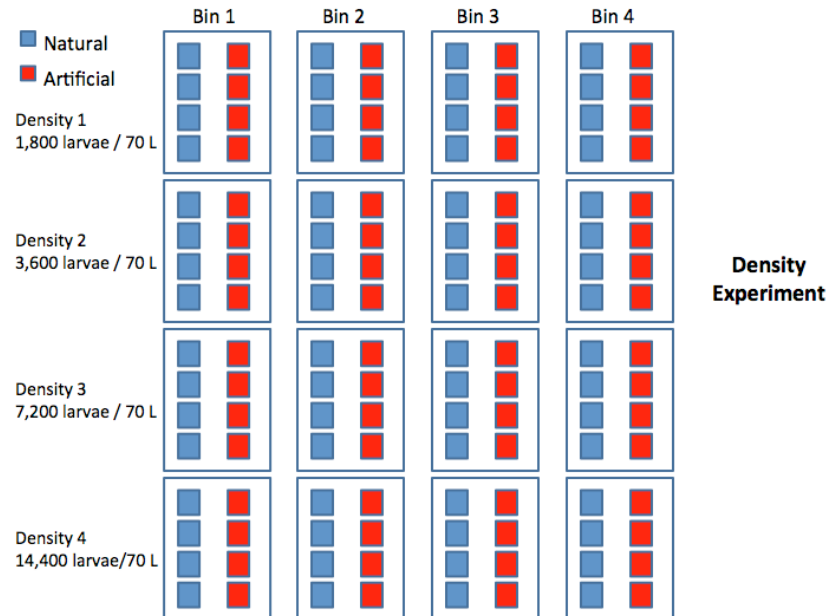 Bin 1 Bin 2 Bin 3 Bin 4
Natural
Artificial
Density 1
1,800 larvae / 70 L
Density 2
3,600 larvae / 70 L
Density
Experiment
Density 3
7,200 larvae / 70 L
Density 4
14,400 larvae/70 L